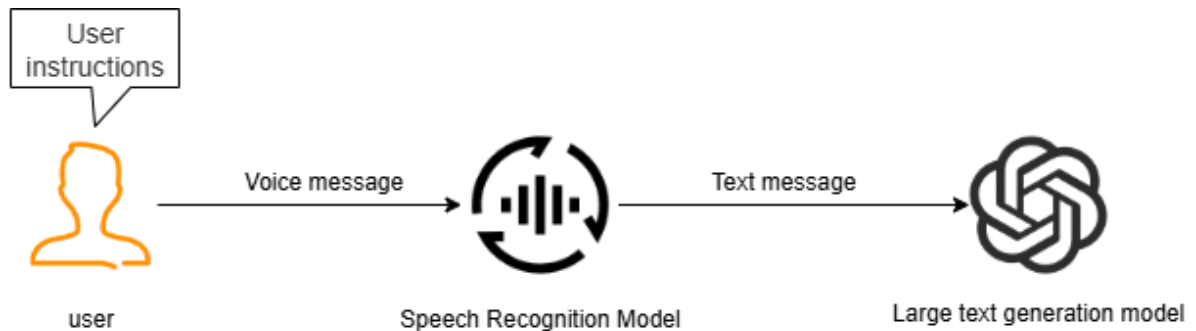 User
instructions
Voice message
Text message
user
Speech Recognition Model
Large text generation model